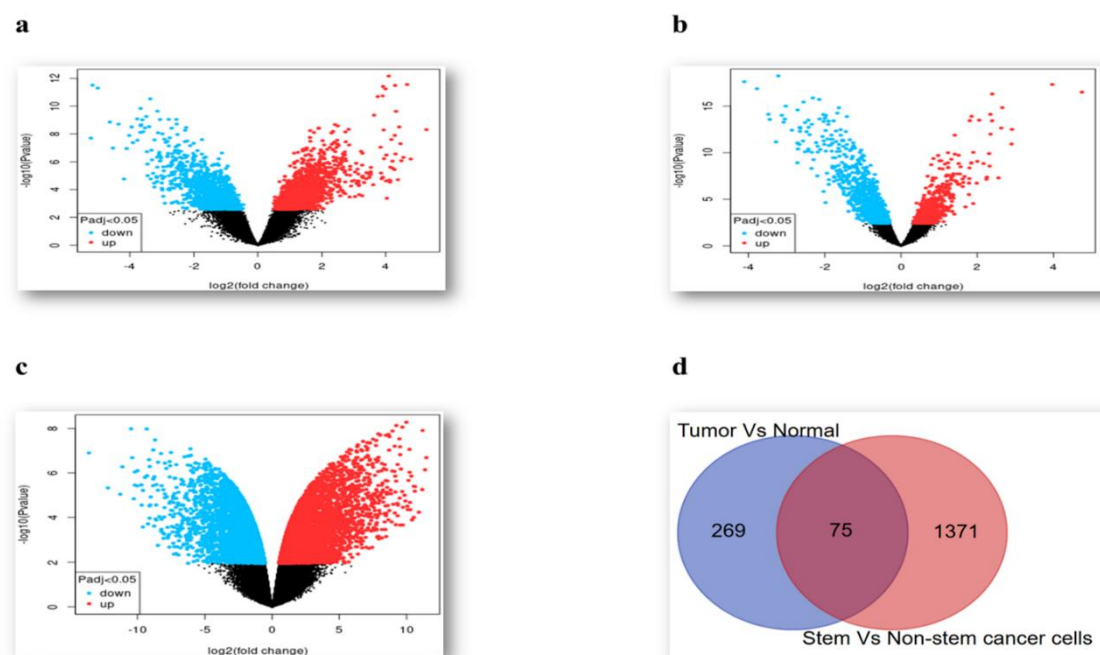 a
-log10(Pvalue)
12
10
8
6
4
2
0
Padj<0.05
down
up
-4
-2
0
2
4
log2(fold change)
b
-log10(Pvalue)
15
10
5
0
Padj<0.05
down
up
-4
-2
0
2
4
log2(fold change)
c
-log10(Pvalue)
8
6
4
2
0
Padj<0.05
down
up
-10
-5
0
5
10
log2(fold change)
d
Tumor Vs Normal
269
75
1371
Stem Vs Non-stem cancer cells